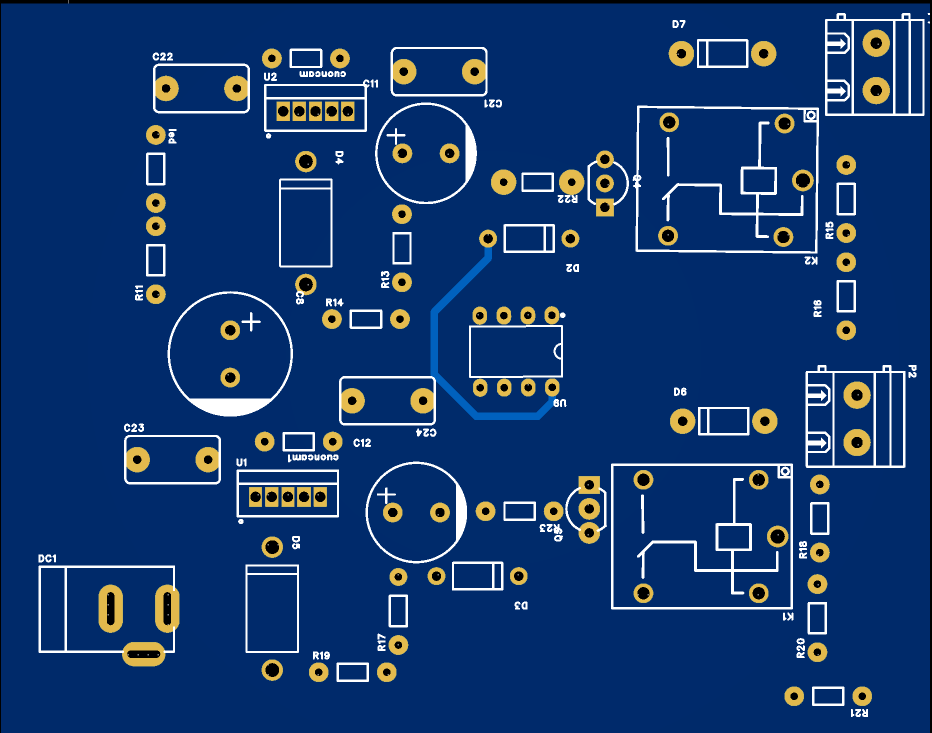 D7
C22
cuoncam
U2
C11
C21
led
D4
Q4
R22
R15
R13
D2
K2
R11
C8
R14
R16
P2
D6
U9
C24
C23
C12
cuoncam1
U1
R23
Q5
D5
R18
DC1
D3
K1
R17
R19
R20
R21